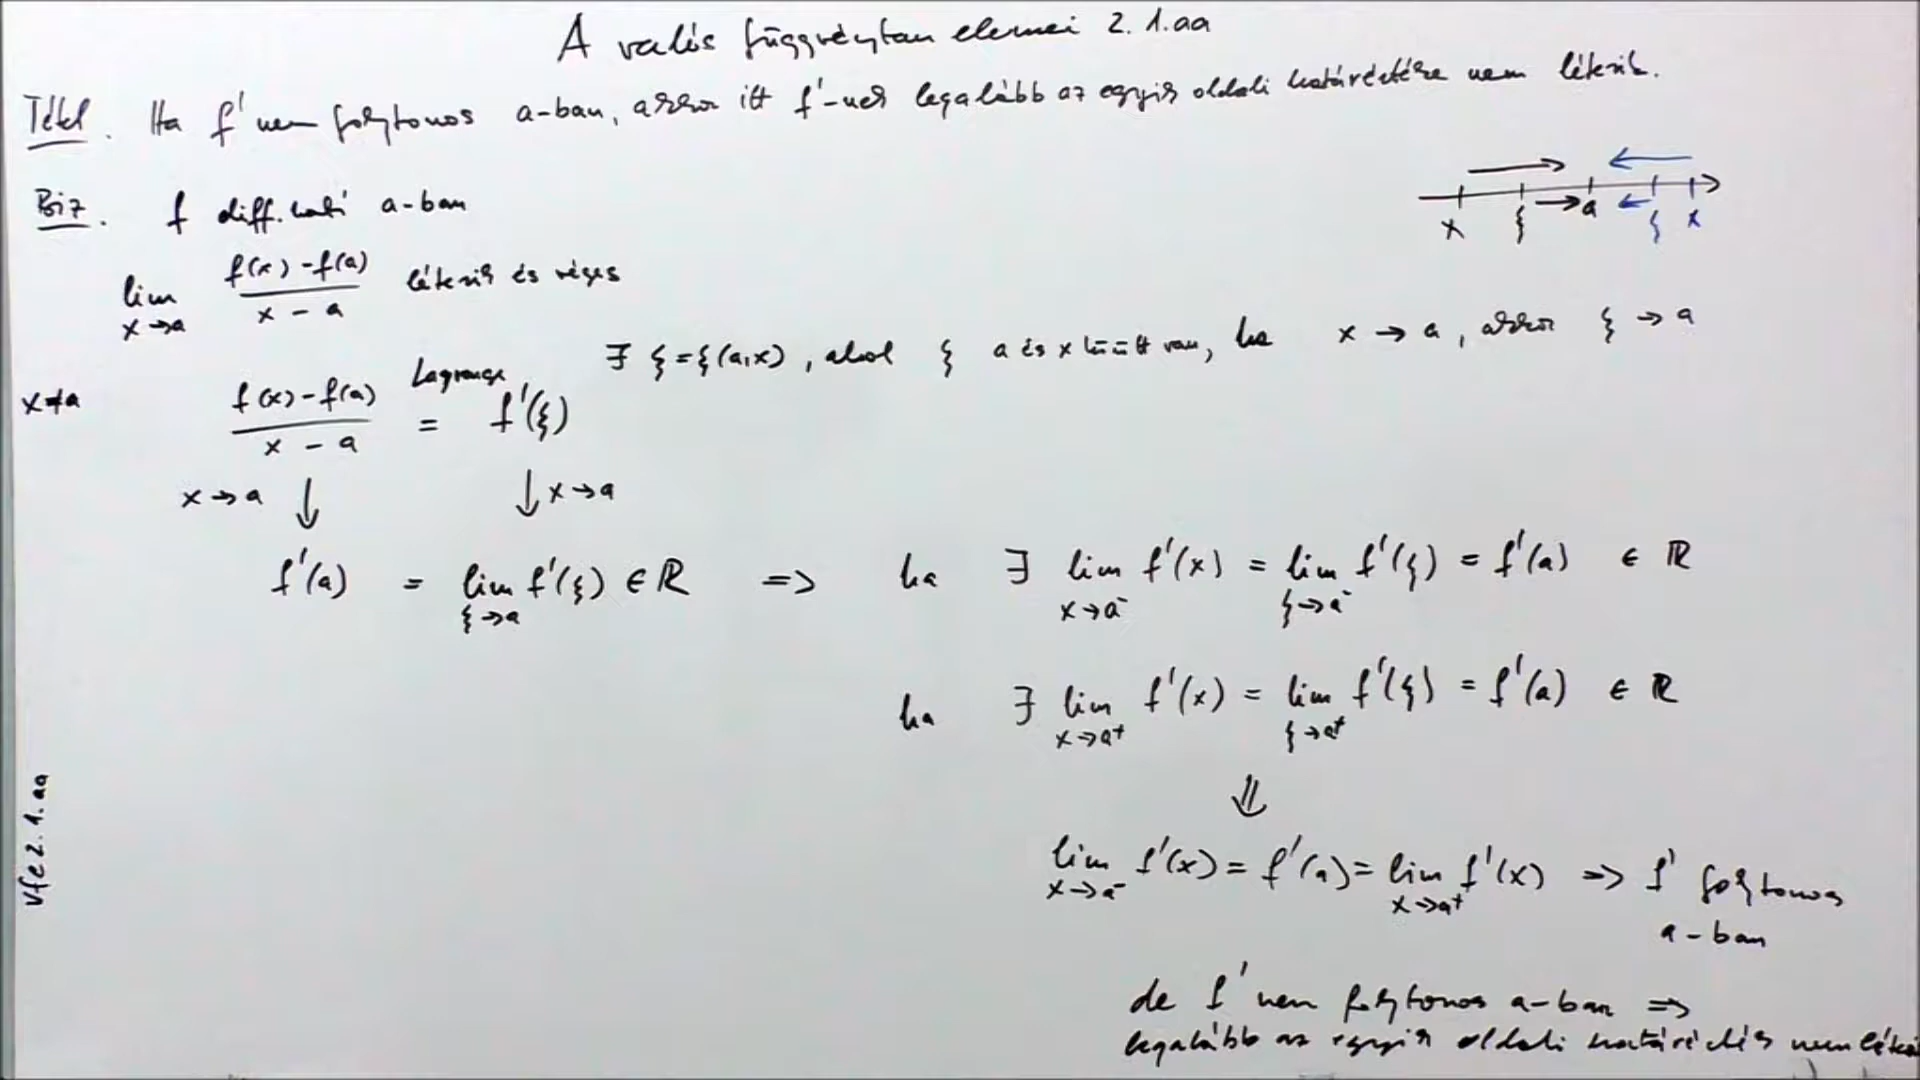 A valós függvénytan elemei 2.1.aa
Tétel. Ha f' nem folytonos a-ban, akkor itt f'-nek legalább az egyik oldali határértéke nem létezik.
x ξ → a ← ξ x
Biz. f diff.ható a-ban
lim x→a (f(x) - f(a))/(x - a) létezik és véges
∃ ξ = ξ(a,x), ahol ξ a és x között van, ha x → a, akkor ξ → a
x≠a (f(x) - f(a))/(x - a) Lagrange = f'(ξ)
x → a ↓ ↓ x → a
f'(a) = lim ξ→a f'(ξ) ∈ ℝ => ha ∃ lim x→a⁻ f'(x) = lim ξ→a⁻ f'(ξ) = f'(a) ∈ ℝ
ha ∃ lim x→a⁺ f'(x) = lim ξ→a⁺ f'(ξ) = f'(a) ∈ ℝ
⇓
lim x→a⁻ f'(x) = f'(a) = lim x→a⁺ f'(x) => f' folytonos
a-ban
de f' nem folytonos a-ban =>
legalább az egyik oldali határérték nem
Vfe 2.1.aa